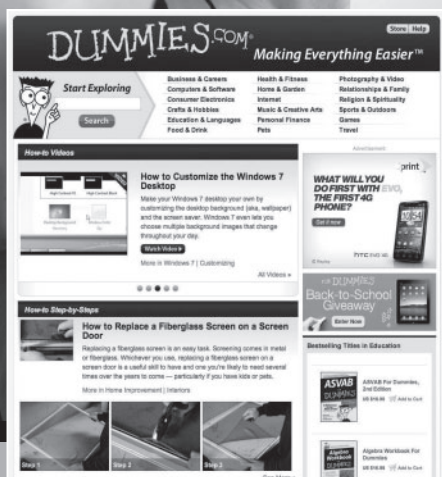 DUMMIES.COM®
Making Everything Easier™
Store | Help
Start Exploring
Search
Business & Careers
Computers & Software
Consumer Electronics
Crafts & Hobbies
Education & Languages
Food & Drink
Health & Fitness
Home & Garden
Internet
Music & Creative Arts
Personal Finance
Pets
Photography & Video
Relationships & Family
Religion & Spirituality
Sports & Outdoors
Games
Travel
How-to Videos
How to Customize the Windows 7
Desktop
Make your Windows 7 desktop your own by
customizing the desktop background (aka, wallpaper)
and the screen saver. Windows 7 even lets you
choose multiple background images that change
throughout your day.
Watch Video
More in Windows 7 | Customizing
All Videos »
Advertisement
print
WHAT WILL YOU
DO FIRST WITH EVO,
THE FIRST 4G
PHONE?
Get it now
hTC EVO 4G
FOR DUMMIES
Back-to-School
Giveaway
Enter Now
How-to Step-by-Steps
How to Replace a Fiberglass Screen on a Screen
Door
Replacing a fiberglass screen is an easy task. Screening comes in metal
or fiberglass. Whichever you use, replacing a fiberglass screen on a
screen door is a useful skill to have and one you're likely to need several
times over the years to come — particularly if you have kids or pets.
More in Home Improvement | Interiors
Step 1
Step 2
Step 3
Bestselling Titles in Education
ASVAB
DUMMIES
ASVAB For Dummies,
2nd Edition
Add to Cart
Algebra
Workbook
Algebra Workbook For
Dummies
Add to Cart